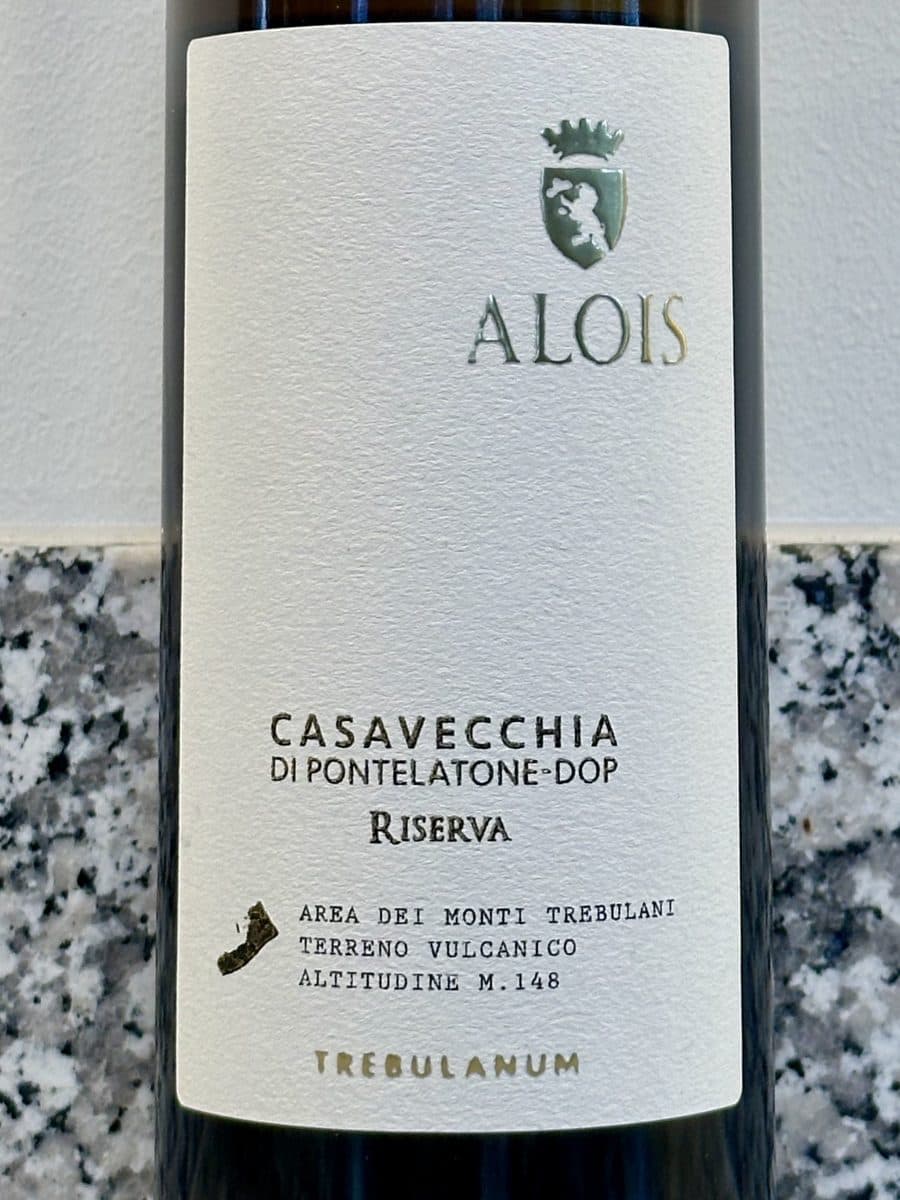 ALOIS
CASAVECCHIA
DI PONTELATONE-DOP
RISERVA
AREA DEI MONTI TREBULANI
TERRENO VULCANICO
ALTITUDINE M.148
TREBULANUM